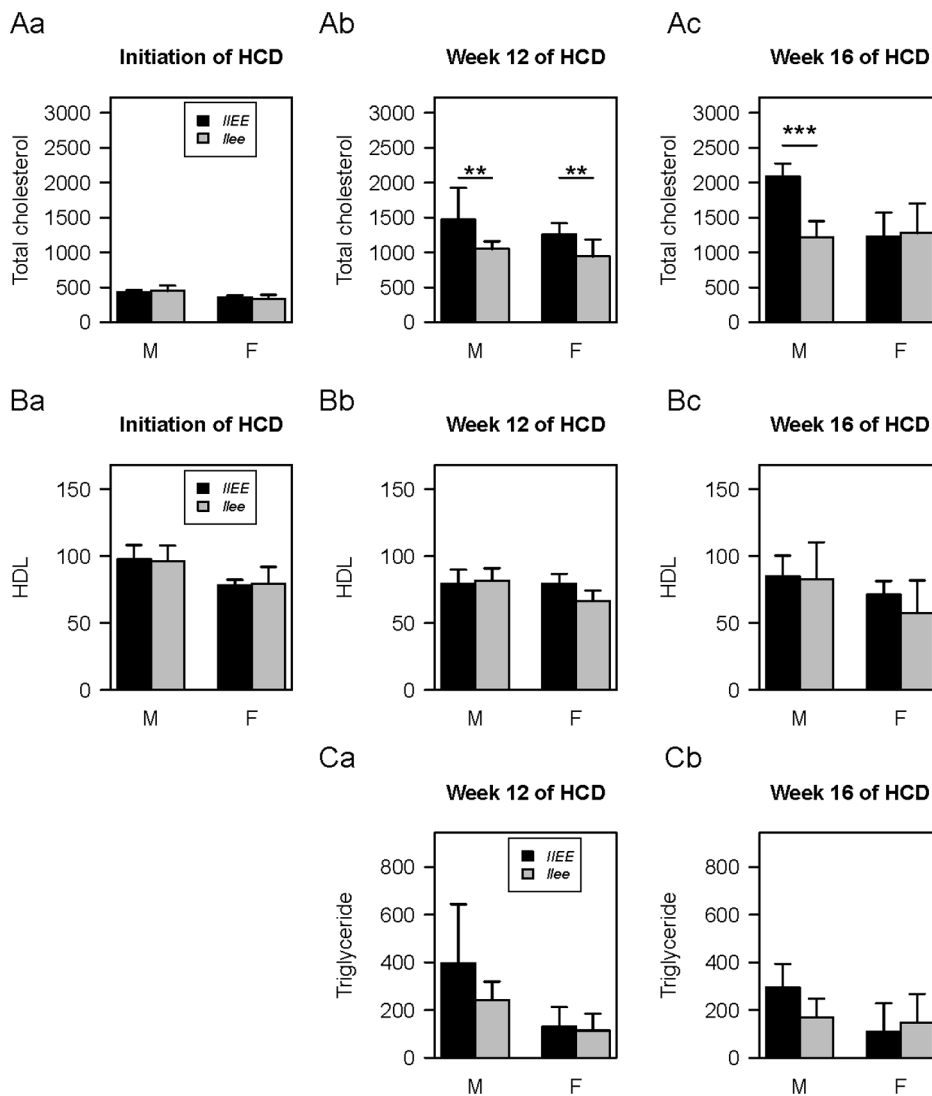 Aa Ab Ac
Initiation of HCD Week 12 of HCD Week 16 of HCD
Total cholesterol
3000
2500
2000
1500
1000
500
0
llEE
llee
M F
Total cholesterol
3000
2500
2000
1500
1000
500
0
** **
M F
Total cholesterol
3000
2500
2000
1500
1000
500
0
***
M F
Ba Bb Bc
Initiation of HCD Week 12 of HCD Week 16 of HCD
HDL
150
100
50
0
llEE
llee
M F
HDL
150
100
50
0
M F
HDL
150
100
50
0
M F
Ca Cb
Week 12 of HCD Week 16 of HCD
Triglyceride
800
600
400
200
0
llEE
llee
M F
Triglyceride
800
600
400
200
0
M F